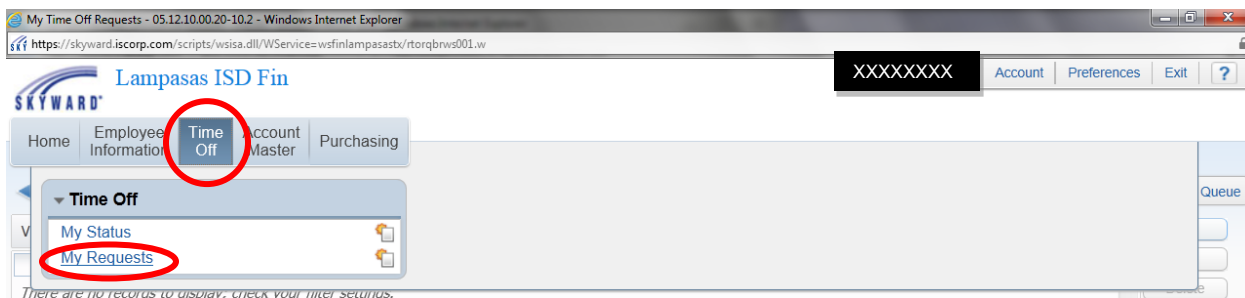 My Time Off Requests - 05.12.10.00.20-10.2 - Windows Internet Explorer
https://skyward.iscorp.com/scripts/wsisa.dll/WService=wsfinlampasastx/rtorqbrws001.w
SKYWARD Lampasas ISD Fin XXXXXXXX Account Preferences Exit ?
Home Employee Information Time Off Account Master Purchasing
Time Off
Queue
My Status
My Requests
There are no records to display; check your filter settings.